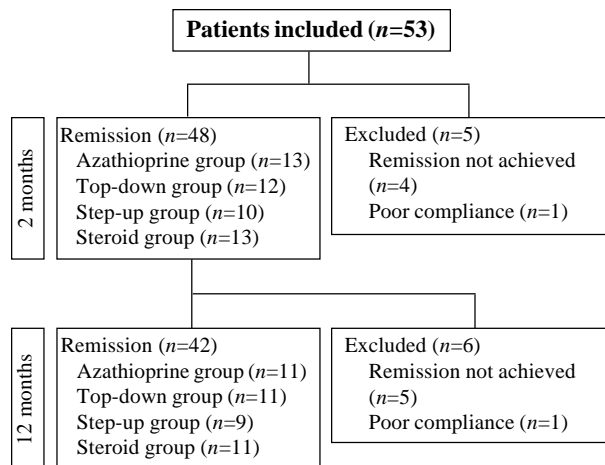 Patients included (n=53)
2 months
Remission (n=48)
Azathioprine group (n=13)
Top-down group (n=12)
Step-up group (n=10)
Steroid group (n=13)
Excluded (n=5)
Remission not achieved
(n=4)
Poor compliance (n=1)
12 months
Remission (n=42)
Azathioprine group (n=11)
Top-down group (n=11)
Step-up group (n=9)
Steroid group (n=11)
Excluded (n=6)
Remission not achieved
(n=5)
Poor compliance (n=1)